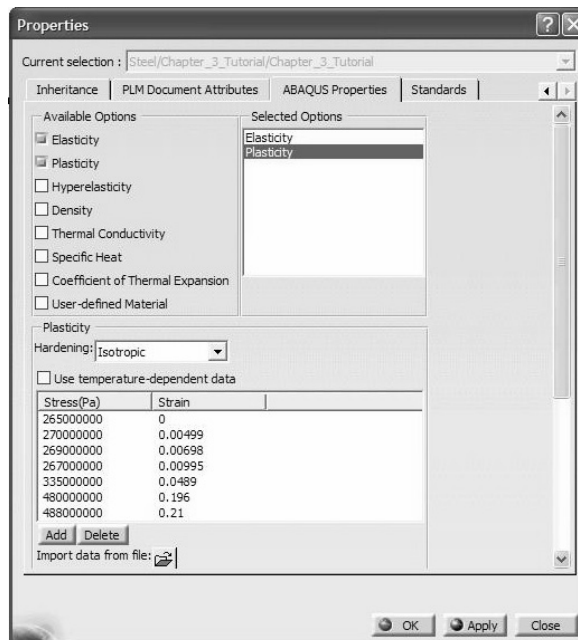 Properties
Current selection : Steel/Chapter_3_Tutorial/Chapter_3_Tutorial
Inheritance PLM Document Attributes ABAQUS Properties Standards
Available Options
Elasticity
Plasticity
Hyperelasticity
Density
Thermal Conductivity
Specific Heat
Coefficient of Thermal Expansion
User-defined Material
Selected Options
Elasticity
Plasticity
Plasticity
Hardening: Isotropic
Use temperature-dependent data
Stress(Pa) Strain
265000000 0
270000000 0.00499
269000000 0.00698
267000000 0.00995
335000000 0.0489
480000000 0.196
488000000 0.21
Add Delete
Import data from file:
OK Apply Close